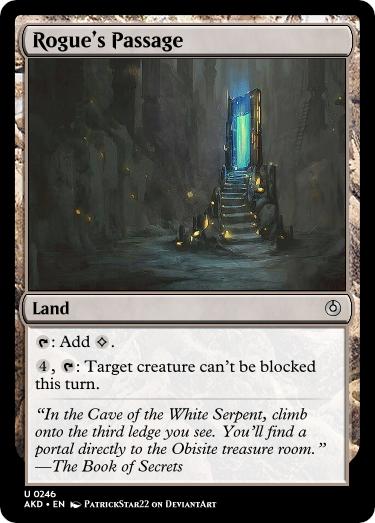 Rogue's Passage
Land
: Add .
4, : Target creature can't be blocked
this turn.
"In the Cave of the White Serpent, climb
onto the third ledge you see. You'll find a
portal directly to the Obisite treasure room."
—The Book of Secrets
U 0246
AKD • EN PatrickStar22 on DeviantArt